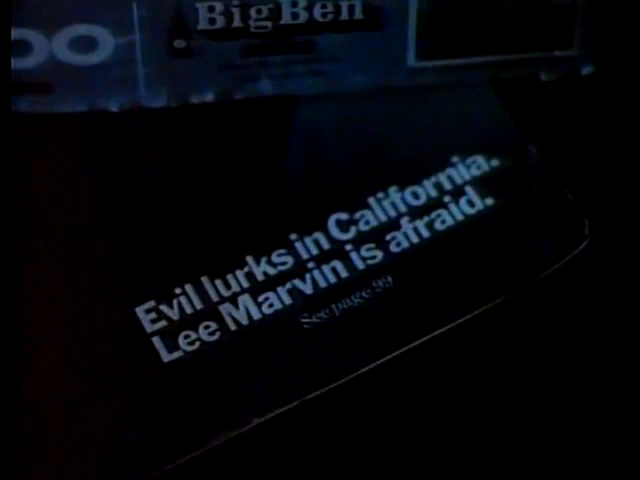 BigBen
Evil lurks in California.
Lee Marvin is afraid.
See page 99